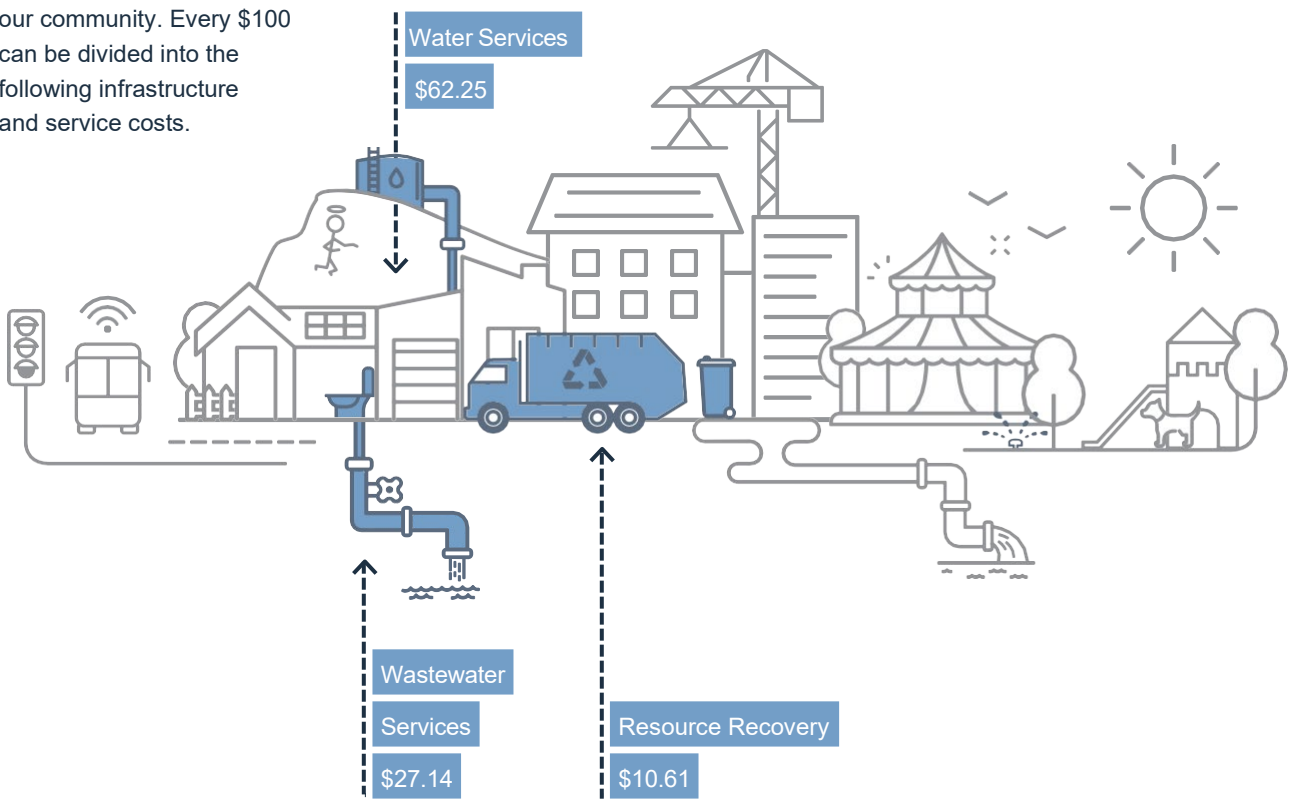 our community. Every $100
can be divided into the
following infrastructure
and service costs.
Water Services
$62.25
Wastewater
Services
$27.14
Resource Recovery
$10.61